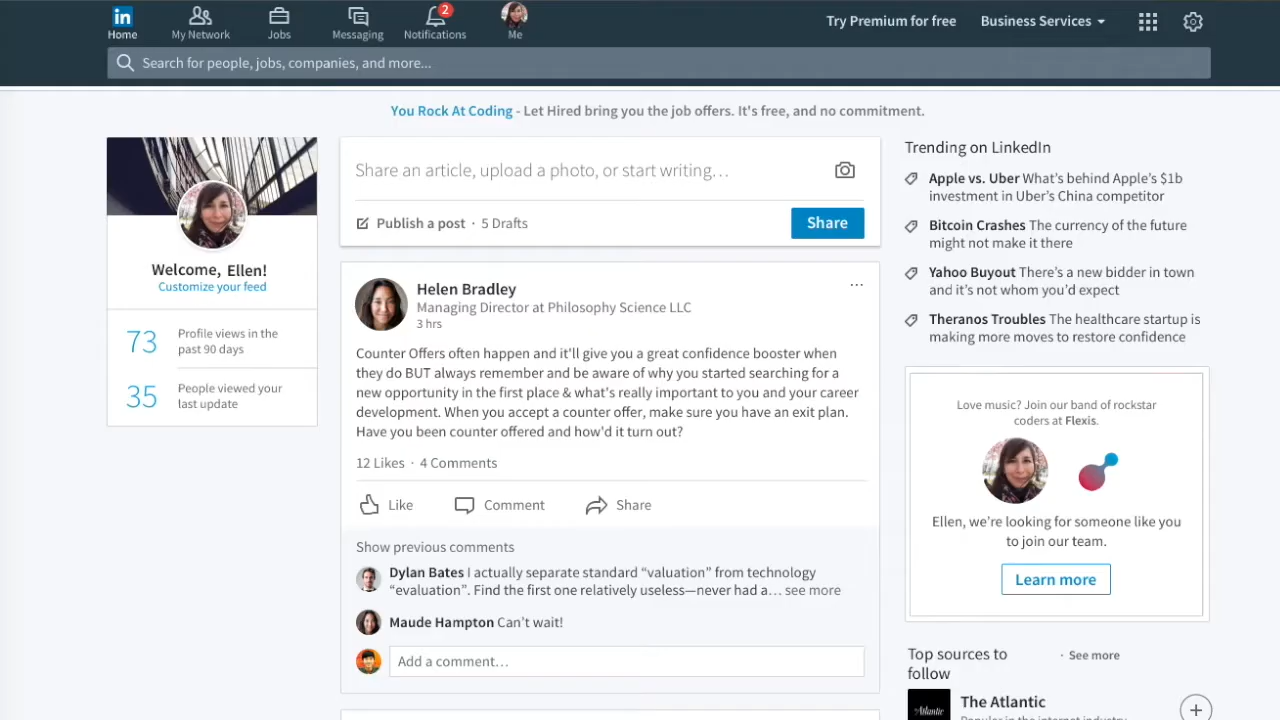 in
Home
My Network
Jobs
Messaging
2
Notifications
Me
Try Premium for free
Business Services
Search for people, jobs, companies, and more...
You Rock At Coding - Let Hired bring you the job offers. It's free, and no commitment.
Welcome, Ellen!
Customize your feed
73
Profile views in the
past 90 days
35
People viewed your
last update
Share an article, upload a photo, or start writing…
Publish a post · 5 Drafts
Share
Helen Bradley
...
Managing Director at Philosophy Science LLC
3 hrs
Counter Offers often happen and it'll give you a great confidence booster when
they do BUT always remember and be aware of why you started searching for a
new opportunity in the first place & what's really important to you and your career
development. When you accept a counter offer, make sure you have an exit plan.
Have you been counter offered and how'd it turn out?
12 Likes · 4 Comments
Like
Comment
Share
Show previous comments
Dylan Bates I actually separate standard “valuation” from technology
“evaluation”. Find the first one relatively useless—never had a… see more
Maude Hampton Can't wait!
Add a comment…
Trending on LinkedIn
Apple vs. Uber What's behind Apple's $1b
investment in Uber's China competitor
Bitcoin Crashes The currency of the future
might not make it there
Yahoo Buyout There's a new bidder in town
and it's not whom you'd expect
Theranos Troubles The healthcare startup is
making more moves to restore confidence
Love music? Join our band of rockstar
coders at Flexis.
Ellen, we're looking for someone like you
to join our team.
Learn more
Top sources to
follow
· See more
Atlantic
The Atlantic
Popular in the internet industry